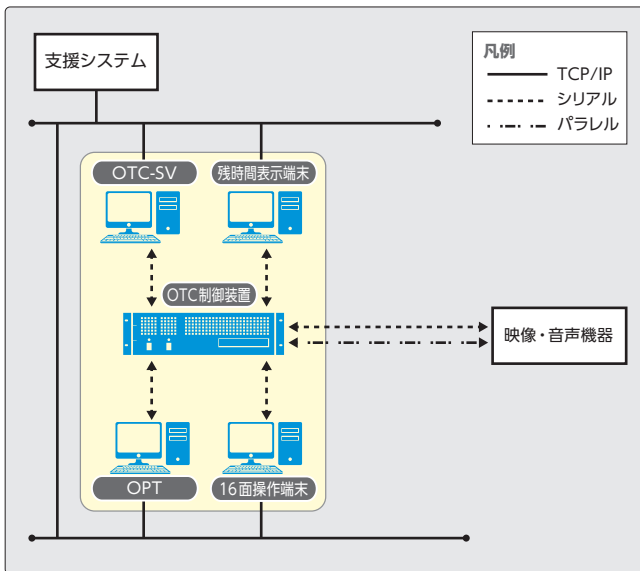 支援システム
凡例
TCP/IP
シリアル
パラレル
OTC-SV
残時間表示端末
OTC制御装置
映像・音声機器
OPT
16面操作端末